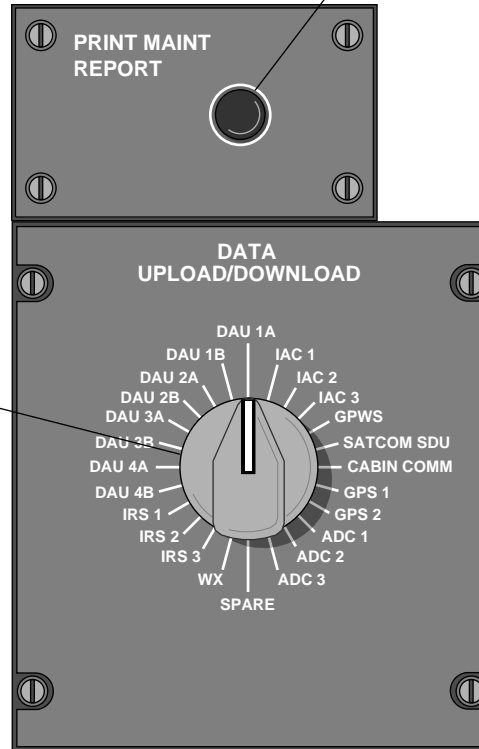 PRINT MAINT
REPORT
DATA
UPLOAD/DOWNLOAD
DAU 1A
DAU 1B
IAC 1
DAU 2A
IAC 2
DAU 2B
IAC 3
DAU 3A
GPWS
DAU 3B
SATCOM SDU
DAU 4A
CABIN COMM
DAU 4B
GPS 1
IRS 1
GPS 2
IRS 2
ADC 1
IRS 3
ADC 2
WX
ADC 3
SPARE